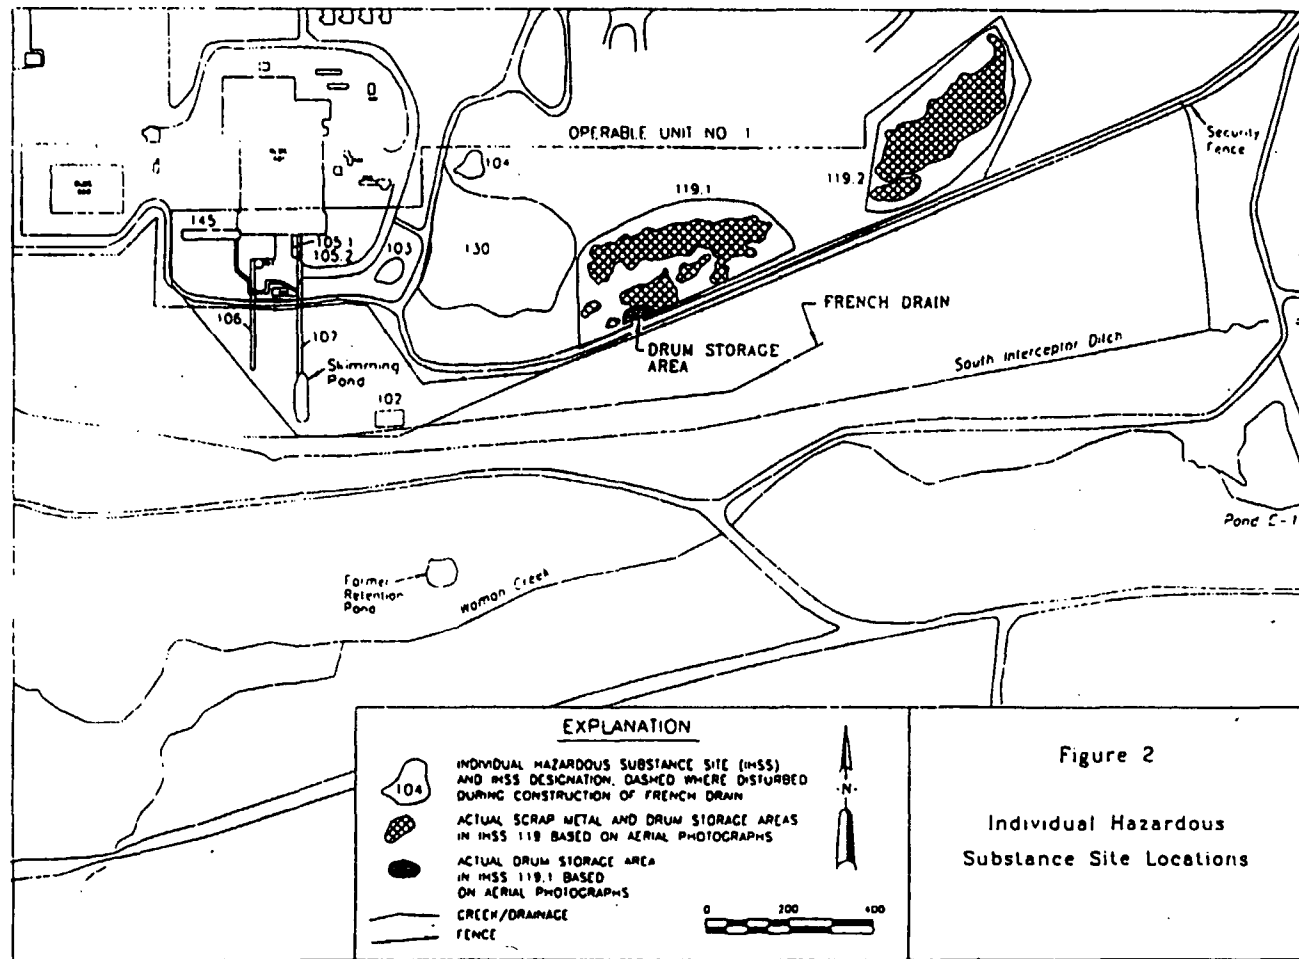 OPERABLE UNIT NO 1
104
Security
Fence
119.2
119.1
145
105.1
105.2
103
130
106
107
FRENCH DRAIN
DRUM STORAGE
AREA
South Interceptor Ditch
Skimming
Pond
102
Pond C-1
Former
Retention
Pond
Woman Creek
EXPLANATION
104
INDIVIDUAL HAZARDOUS SUBSTANCE SITE (IHSS)
AND IHSS DESIGNATION, DASHED WHERE DISTURBED
DURING CONSTRUCTION OF FRENCH DRAIN
ACTUAL SCRAP METAL AND DRUM STORAGE AREAS
IN IHSS 119 BASED ON AERIAL PHOTOGRAPHS
ACTUAL DRUM STORAGE AREA
IN IHSS 119.1 BASED
ON AERIAL PHOTOGRAPHS
CREEK/DRAINAGE
FENCE
N
0 200 400
Figure 2
Individual Hazardous
Substance Site Locations